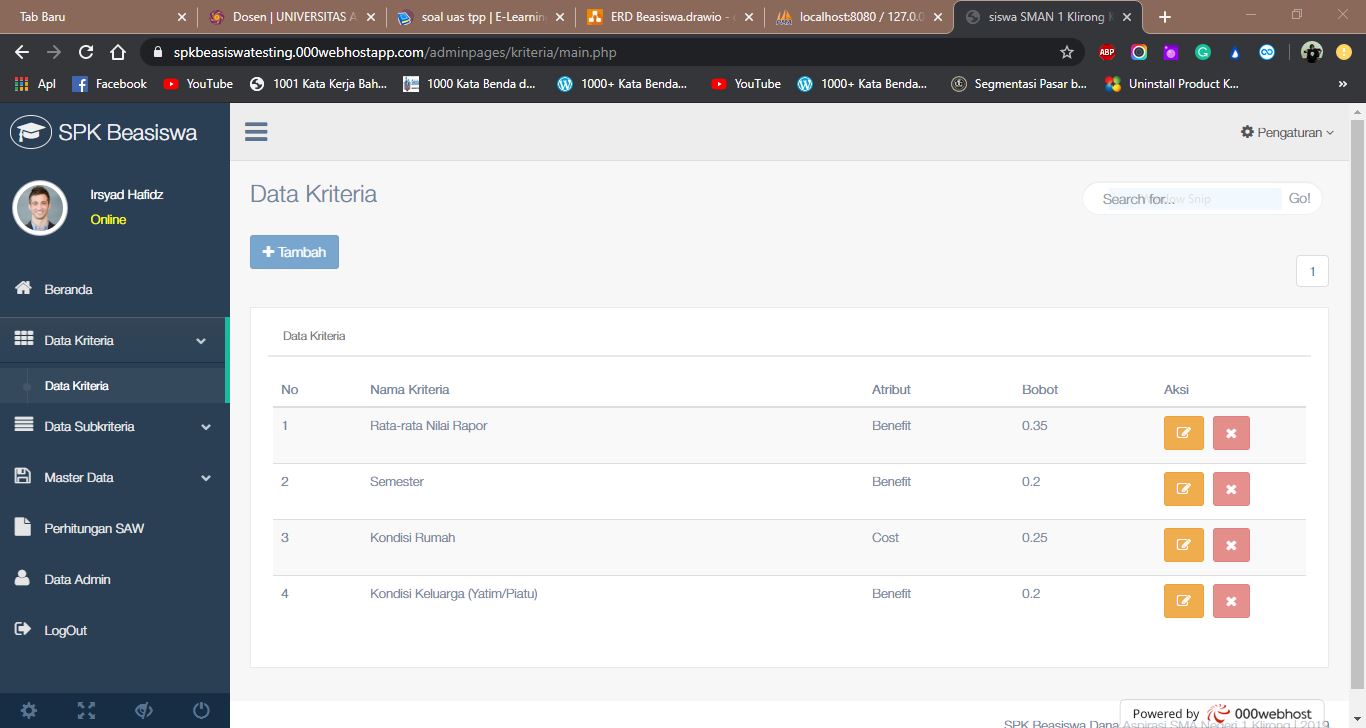 Tab Baru
Dosen | UNIVERSITAS A
soal uas tpp | E-Learnin
ERD Beasiswa.drawio -
localhost:8080 / 127.0.0
siswa SMAN 1 Klirong K
spkbeasiswatesting.000webhostapp.com/adminpages/kriteria/main.php
ABP
Apl
Facebook
YouTube
1001 Kata Kerja Bah...
1000 Kata Benda d...
1000+ Kata Benda...
YouTube
1000+ Kata Benda...
Segmentasi Pasar b...
Uninstall Product K...
»
SPK Beasiswa
Pengaturan
Irsyad Hafidz
Online
Data Kriteria
Search for...
Snip
Go!
+ Tambah
1
Beranda
Data Kriteria
Data Kriteria
Data Subkriteria
Master Data
Perhitungan SAW
Data Admin
LogOut
Data Kriteria
No Nama Kriteria Atribut Bobot Aksi
1 Rata-rata Nilai Rapor Benefit 0.35
2 Semester Benefit 0.2
3 Kondisi Rumah Cost 0.25
4 Kondisi Keluarga (Yatim/Piatu) Benefit 0.2
Powered by 000webhost
SPK Beasiswa Dana Aspirasi SMA Negeri 1 Klirong | 2019